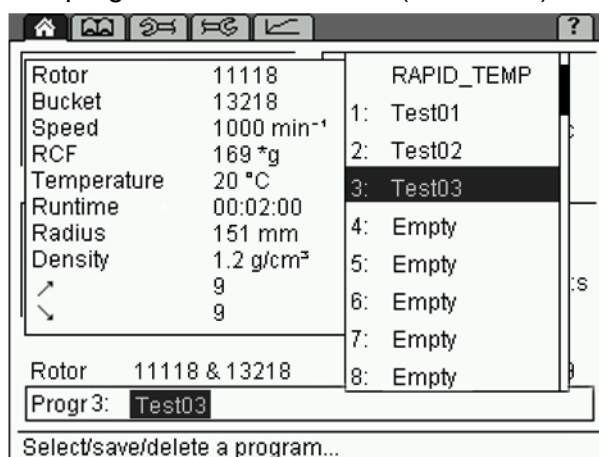 ?
Rotor 11118
Bucket 13218
Speed 1000 min⁻¹
RCF 169 *g
Temperature 20 °C
Runtime 00:02:00
Radius 151 mm
Density 1.2 g/cm³
↗ 9
↘ 9
RAPID_TEMP
1: Test01
2: Test02
3: Test03
4: Empty
5: Empty
6: Empty
7: Empty
8: Empty
:s
Rotor 11118 & 13218
Progr 3: Test03
Select/save/delete a program...